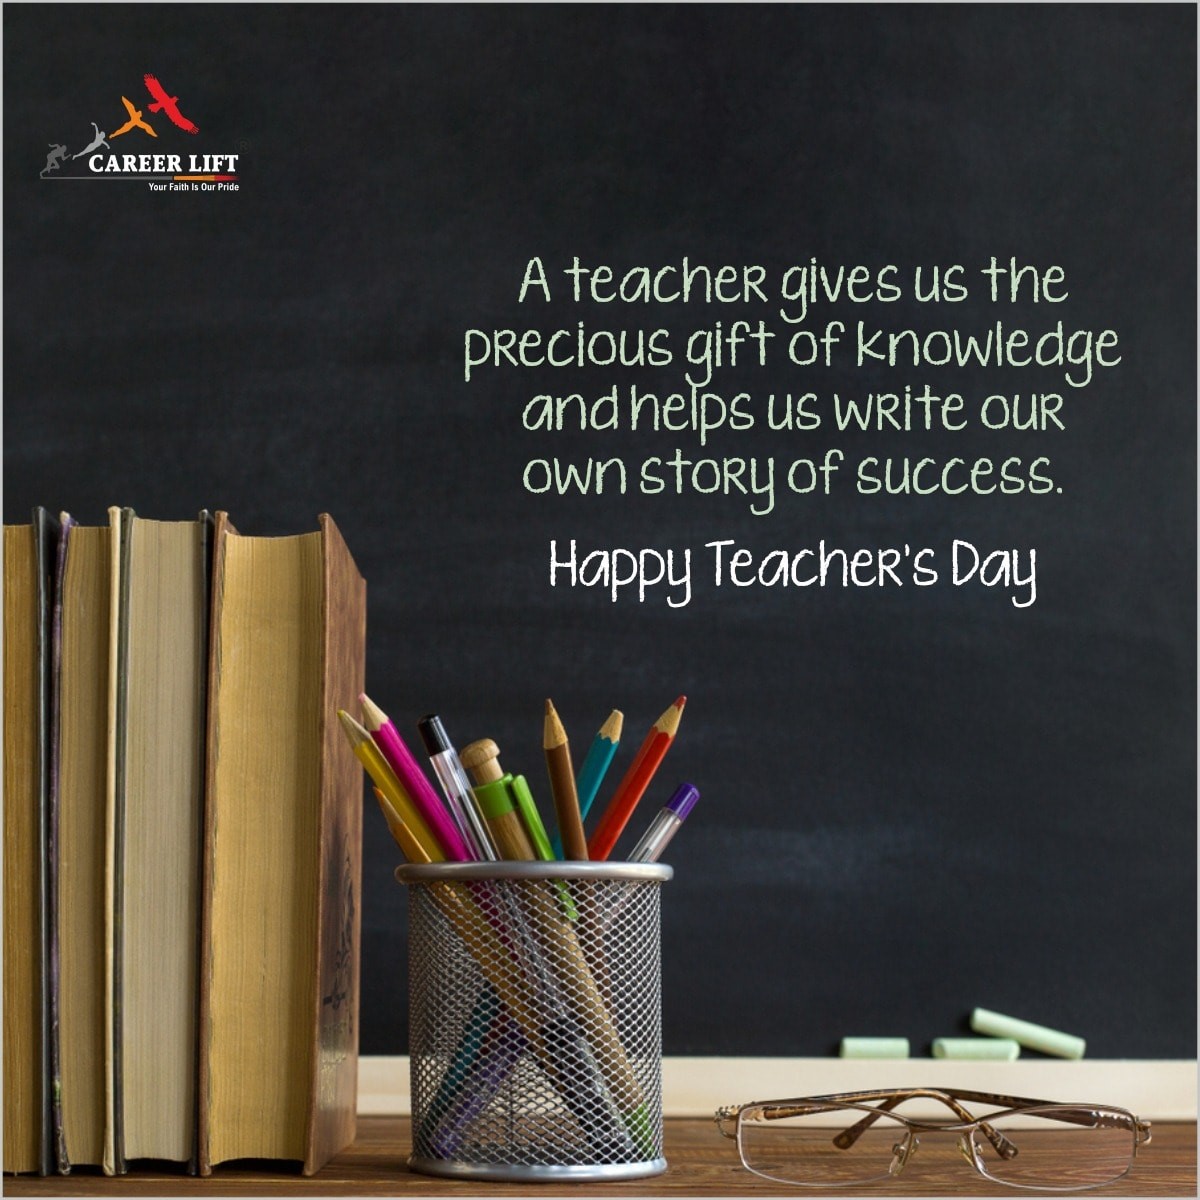 CAREER LIFT
Your Faith Is Our Pride
A teacher gives us the
precious gift of knowledge
and helps us write our
own story of success.
Happy Teacher's Day